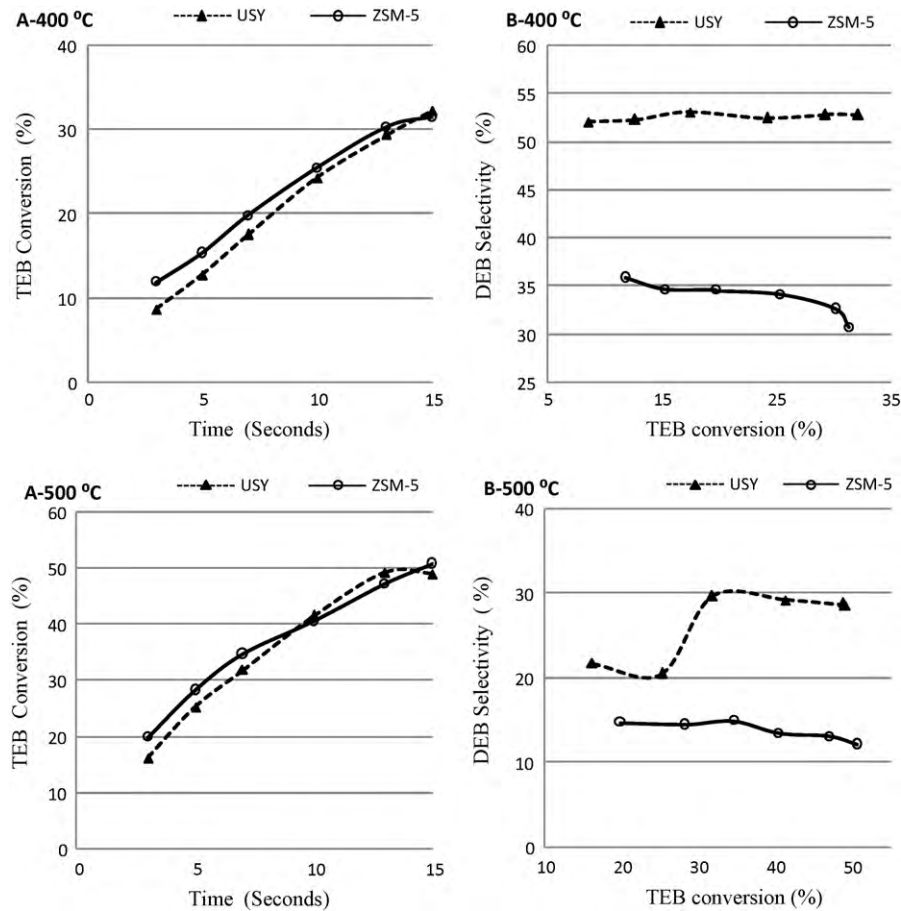 A-400 ⁰C
USY
ZSM-5
TEB Conversion (%)
40
30
20
10
0
0 5 10 15
Time (Seconds)
B-400 ⁰C
USY
ZSM-5
DEB Selectivity (%)
60
55
50
45
40
35
30
25
5 15 25 35
TEB conversion (%)
A-500 ⁰C
USY
ZSM-5
TEB Conversion (%)
60
50
40
30
20
10
0
0 5 10 15
Time (Seconds)
B-500 ⁰C
USY
ZSM-5
DEB Selectivity ( %)
40
30
20
10
0
10 20 30 40 50
TEB conversion (%)